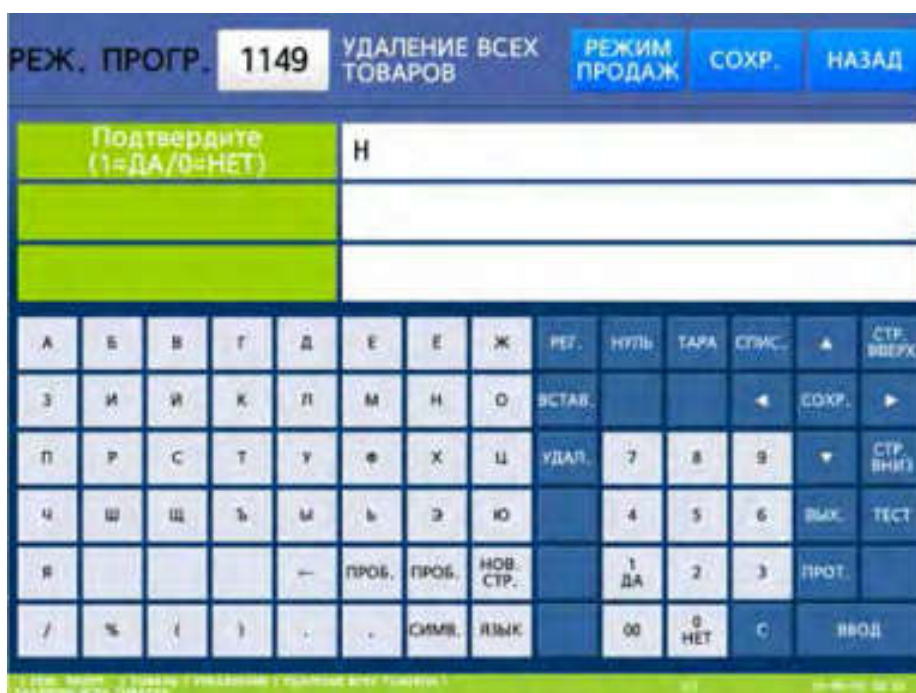 РЕЖ. ПРОГР. 1149 УДАЛЕНИЕ ВСЕХ ТОВАРОВ РЕЖИМ ПРОДАЖ СОХР. НАЗАД
Подтвердите
(1=ДА/0=НЕТ) Н
А Б В Г Д Е Ё Ж РЕГ. НУЛЬ ТАРА СПИС. ▲ СТР. ВВЕРХ
З И Й К Л М Н О ВСТАВ. ◄ СОХР. ►
П Р С Т У Ф Х Ц УДАЛ. 7 8 9 ▼ СТР. ВНИЗ
Ч Ш Щ Ъ Ы Ь Э Ю 4 5 6 ВЫХ. ТЕСТ
Я ← ПРОБ. ПРОБ. НОВ. СТР. 1 ДА 2 3 ПРОТ.
/ % ( ) СИМВ. ЯЗЫК 00 0 НЕТ С ВВОД